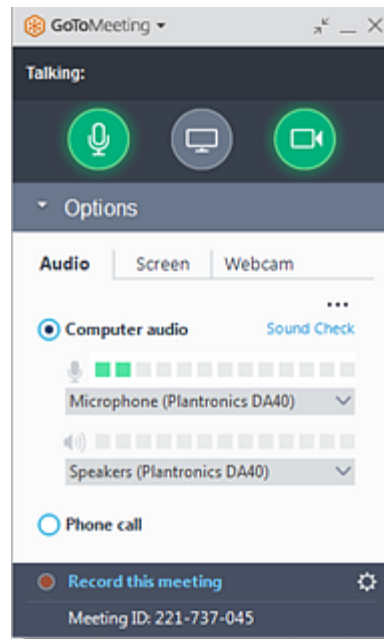 GoToMeeting
Talking:
Options
Audio Screen Webcam
...
Computer audio Sound Check
Microphone (Plantronics DA40)
Speakers (Plantronics DA40)
Phone call
Record this meeting
Meeting ID: 221-737-045